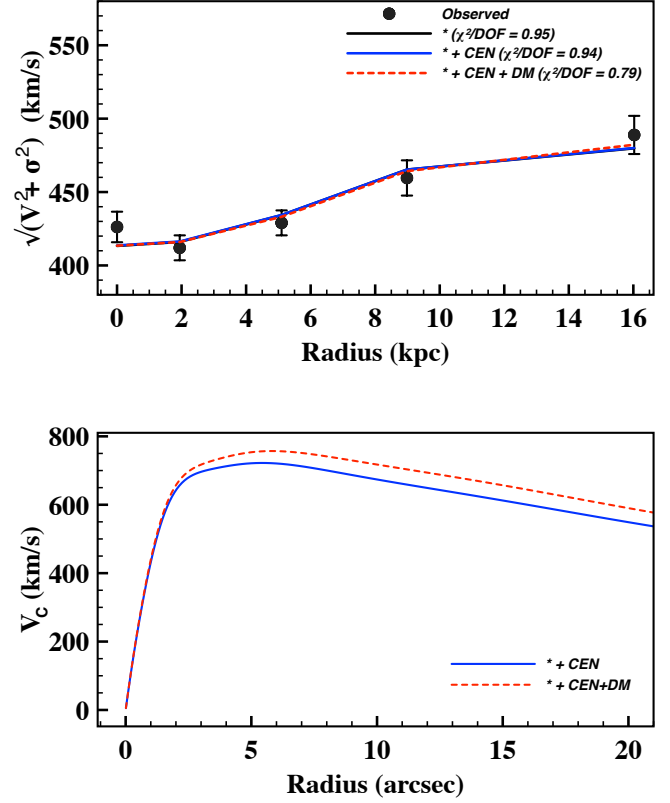 Observed
* (χ²/DOF = 0.95)
* + CEN (χ²/DOF = 0.94)
* + CEN + DM (χ²/DOF = 0.79)
550
500
450
400
√(V²+ σ²) (km/s)
0 2 4 6 8 10 12 14 16
Radius (kpc)
800
600
400
200
0
V_C (km/s)
* + CEN
* + CEN+DM
0 5 10 15 20
Radius (arcsec)